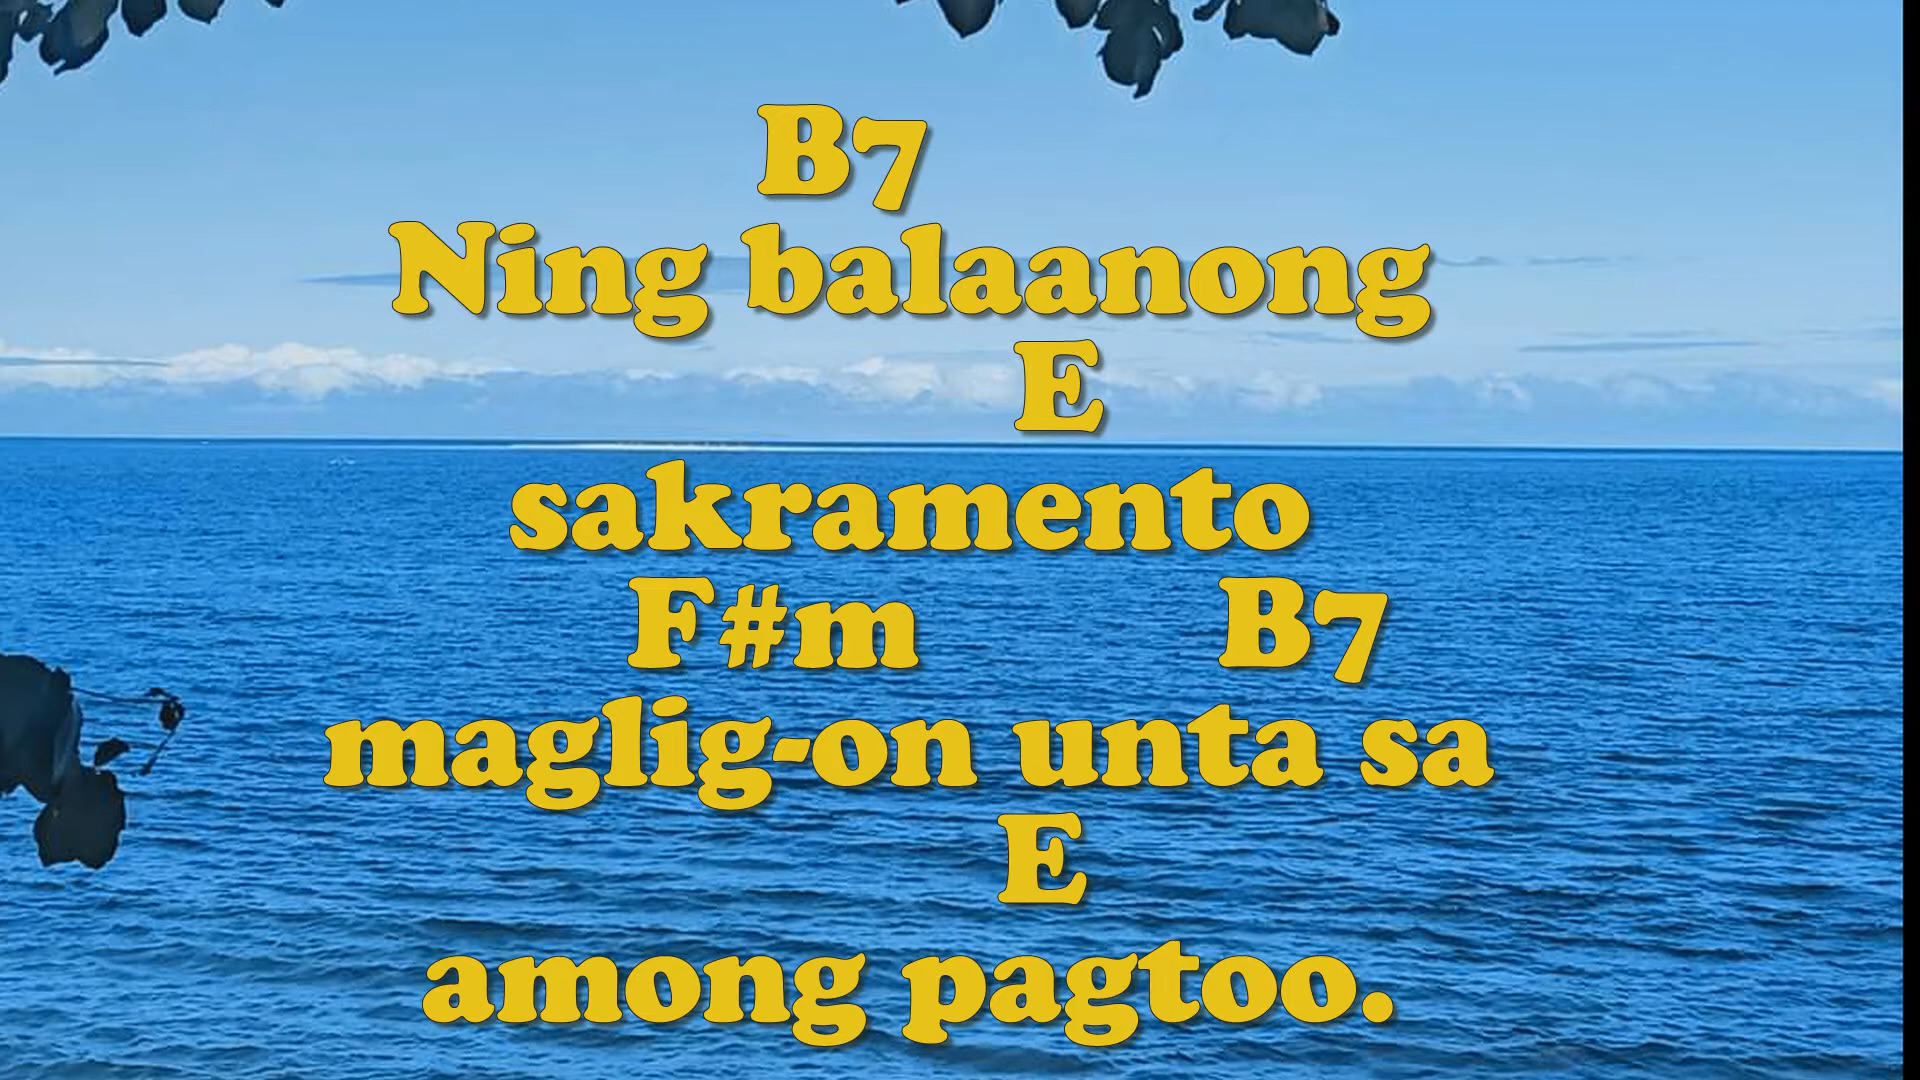 B7
Ning balaanong
E
sakramento
F#m B7
maglig-on unta sa
E
among pagtoo.